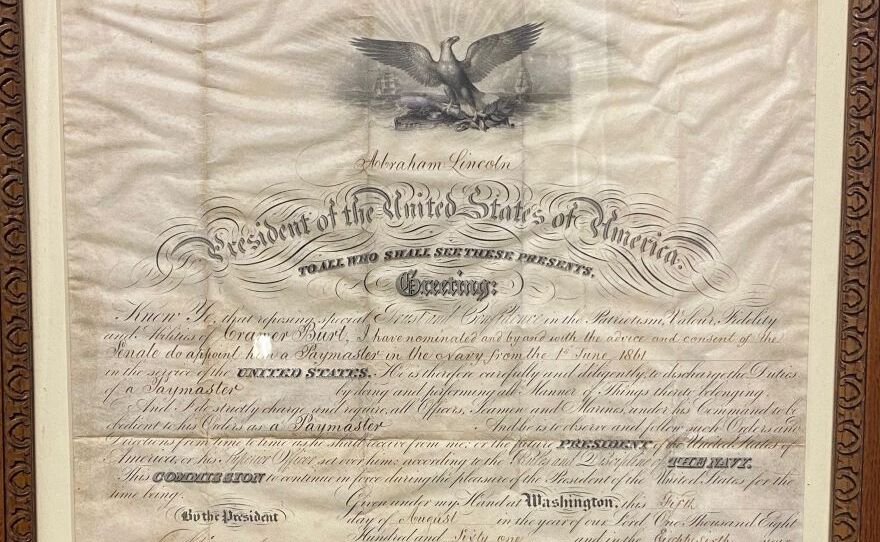 Abraham Lincoln
President of the United States of America.
TO ALL WHO SHALL SEE THESE PRESENTS,
Greeting:
Know Ye, that reposing special Trust and Confidence in the Patriotism, Valour, Fidelity
and Abilities of Cramer Burt, I have nominated and by and with the advice and consent of the
Senate do appoint him a Paymaster in the Navy from the 1st June, 1861
in the service of the UNITED STATES. He is therefore carefully and diligently to discharge the Duties
of a Paymaster by doing and performing all Manner of Things thereto belonging.
And I do strictly charge and require all Officers, Seamen and Marines under his Command to be
obedient to his Orders as a Paymaster And he is to observe and follow such Orders and
Directions from time to time as he shall receive from me; or the future PRESIDENT of the United States of
America, or his Superior Officer set over him, according to the Rules and Discipline of THE NAVY.
This COMMISSION to continue in force during the pleasure of the President of the United States for the
time being.
Given under my Hand at Washington, this Fifth
By the President
day of August in the year of our Lord One Thousand Eight
Hundred and Sixty one and in the year